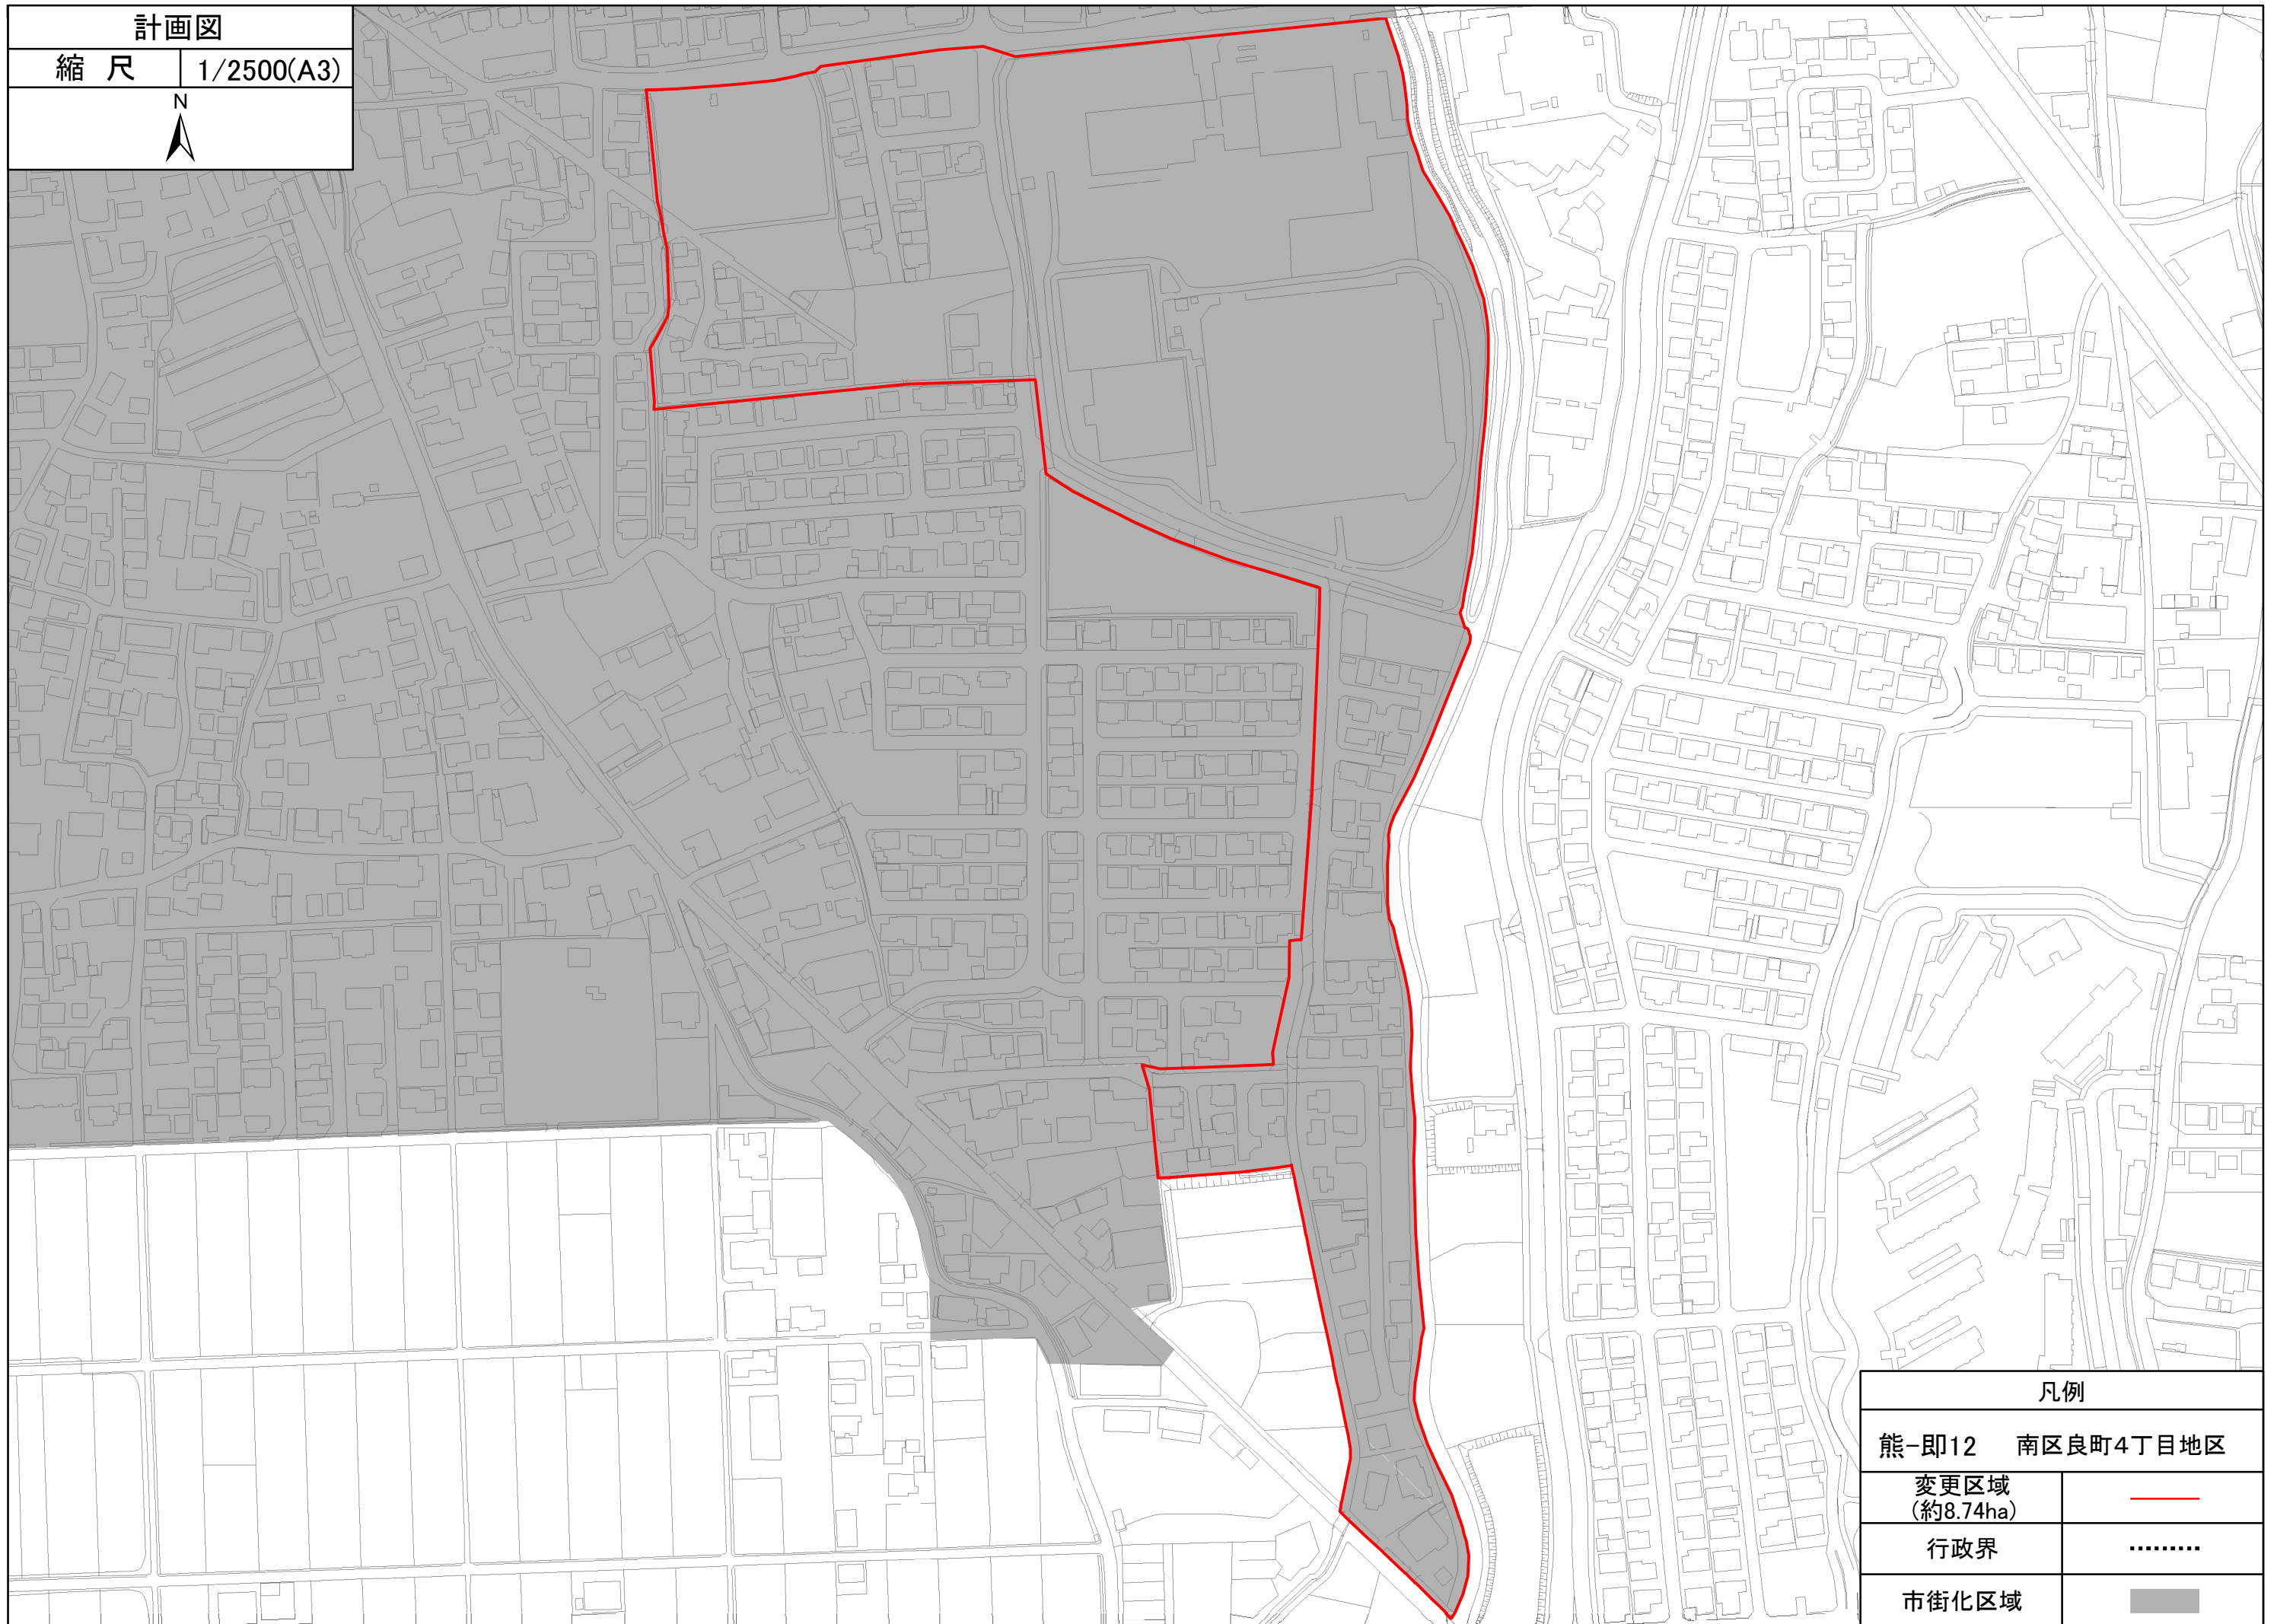 計画図
縮 尺 1/2500(A3)
N
凡例
熊-即12 南区良町4丁目地区
変更区域
(約8.74ha)
行政界
市街化区域